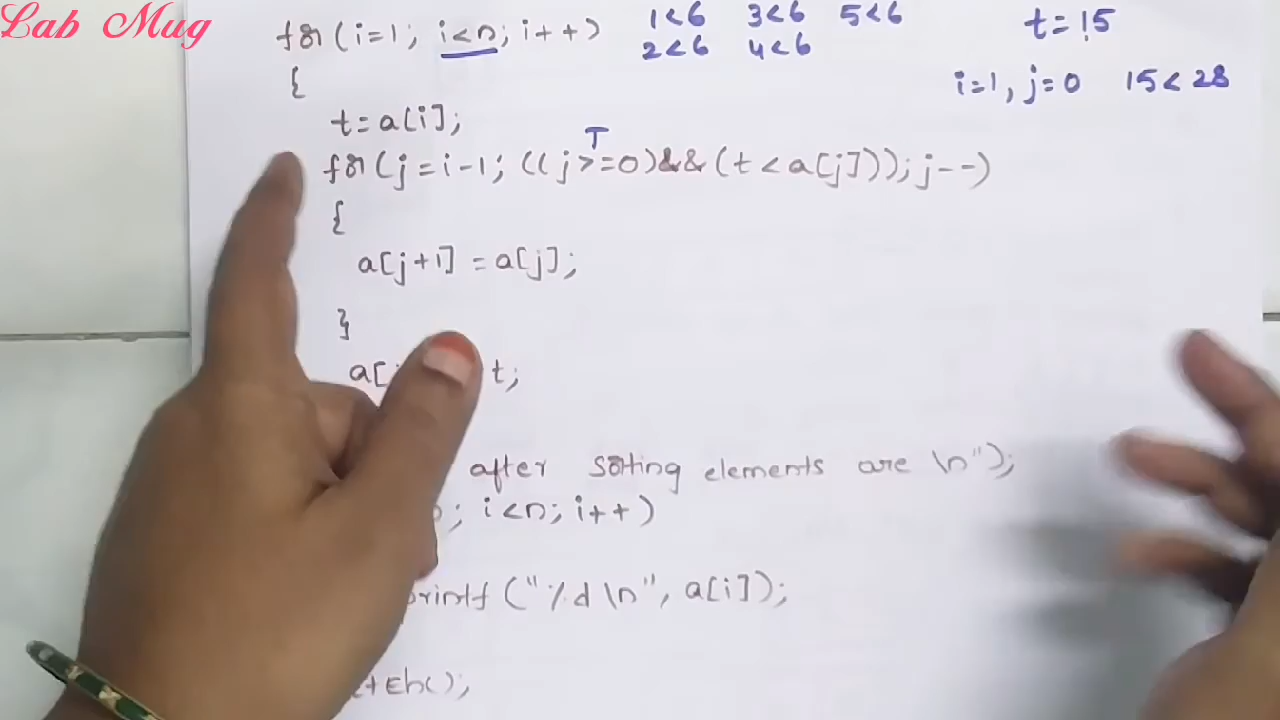 Lab Mug
for(i=1; i<n; i++) 1<6 3<6 5<6 t=15
2<6 4<6
{ i=1, j=0 15<28
t=a[i];
T
for(j=i-1; ((j>=0)&&(t<a[j]));j--)
{
a[j+1]=a[j];
}
a[ t;
after sorting elements are \n");
; i<n; i++)
printf("%d\n", a[i]);
();